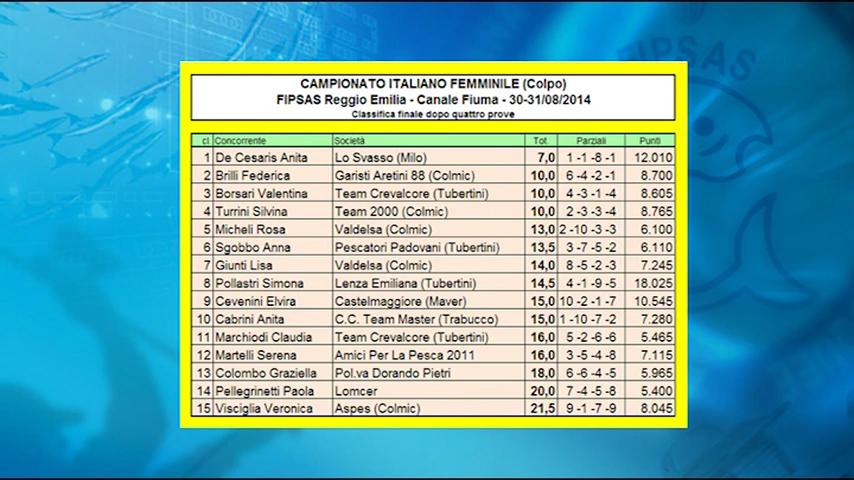 CAMPIONATO ITALIANO FEMMINILE (Colpo)
FIPSAS Reggio Emilia - Canale Fiuma - 30-31/08/2014
Classifica finale dopo quattro prove
cl Concorrente Società Tot. Parziali Punti
1 De Cesaris Anita Lo Svasso (Milo) 7,0 1 -1 -8 -1 12.010
2 Brilli Federica Garisti Aretini 88 (Colmic) 10,0 6 -4 -2 -1 8.700
3 Borsari Valentina Team Crevalcore (Tubertini) 10,0 4 -3 -1 -4 8.605
4 Turrini Silvina Team 2000 (Colmic) 10,0 2 -3 -3 -4 8.765
5 Micheli Rosa Valdelsa (Colmic) 13,0 2 -10 -3 -3 6.100
6 Sgobbo Anna Pescatori Padovani (Tubertini) 13,5 3 -7 -5 -2 6.110
7 Giunti Lisa Valdelsa (Colmic) 14,0 8 -5 -2 -3 7.245
8 Pollastri Simona Lenza Emiliana (Tubertini) 14,5 4 -1 -9 -5 18.025
9 Cevenini Elvira Castelmaggiore (Maver) 15,0 10 -2 -1 -7 10.545
10 Cabrini Anita C.C. Team Master (Trabucco) 15,0 1 -10 -7 -2 7.280
11 Marchiodi Claudia Team Crevalcore (Tubertini) 16,0 5 -2 -6 -6 5.465
12 Martelli Serena Amici Per La Pesca 2011 16,0 3 -5 -4 -8 7.115
13 Colombo Graziella Pol.va Dorando Pietri 18,0 6 -6 -4 -5 5.965
14 Pellegrinetti Paola Lomcer 20,0 7 -4 -5 -8 5.400
15 Visciglia Veronica Aspes (Colmic) 21,5 9 -1 -7 -9 8.045
FIPSAS